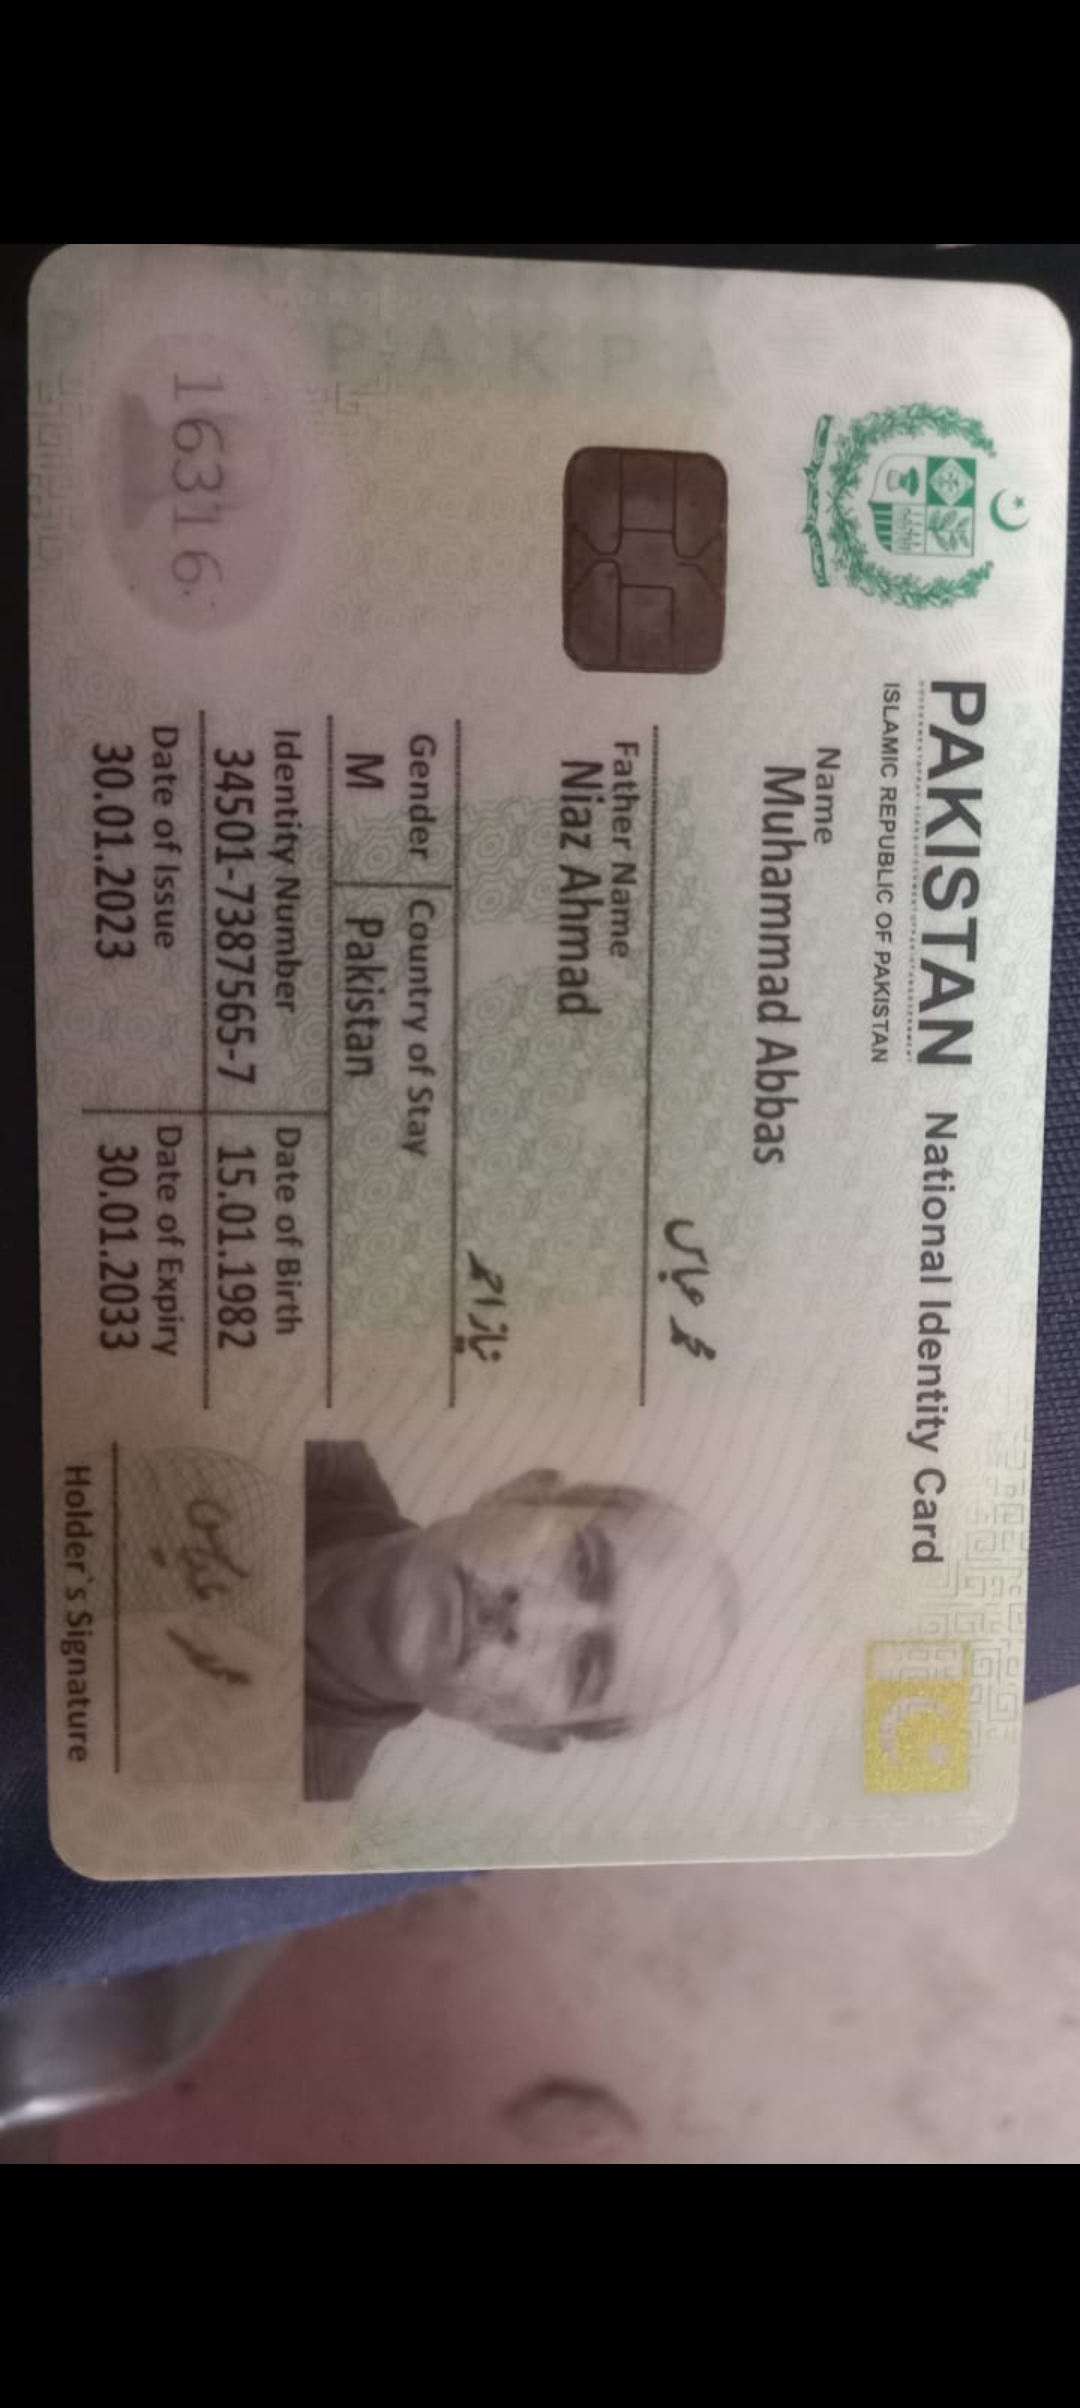 PAKISTAN National Identity Card
ISLAMIC REPUBLIC OF PAKISTAN
Name
Muhammad Abbas
محمد عباس
Father Name
Niaz Ahmad
نیاز احمد
Gender Country of Stay
M Pakistan
Identity Number Date of Birth
34501-7387565-7 15.01.1982
16316
Date of Issue Date of Expiry
30.01.2023 30.01.2033
محمد عباس
Holder`s Signature